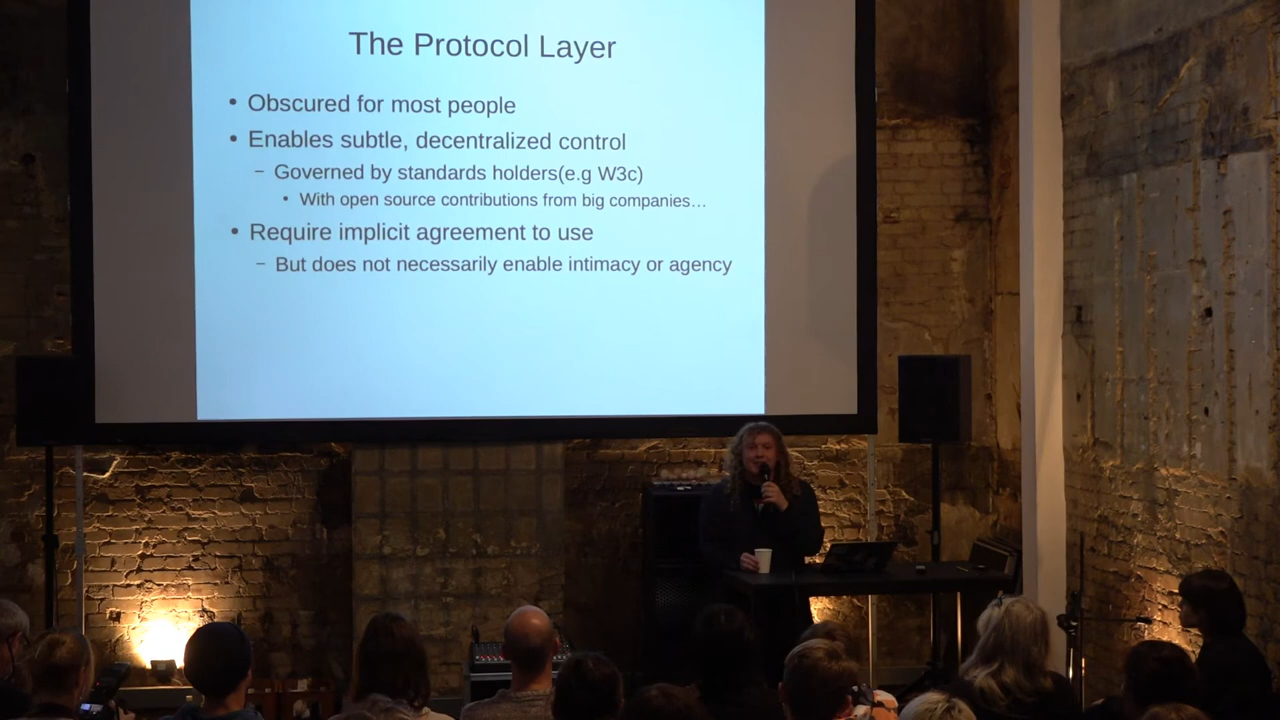 The Protocol Layer
• Obscured for most people
• Enables subtle, decentralized control
– Governed by standards holders(e.g W3c)
• With open source contributions from big companies…
• Require implicit agreement to use
– But does not necessarily enable intimacy or agency